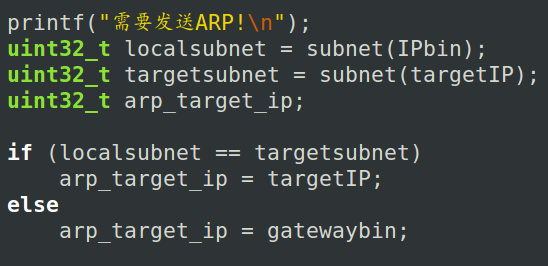 printf("需要发送ARP!\n");
uint32_t localsubnet = subnet(IPbin);
uint32_t targetsubnet = subnet(targetIP);
uint32_t arp_target_ip;
if (localsubnet == targetsubnet)
arp_target_ip = targetIP;
else
arp_target_ip = gatewaybin;